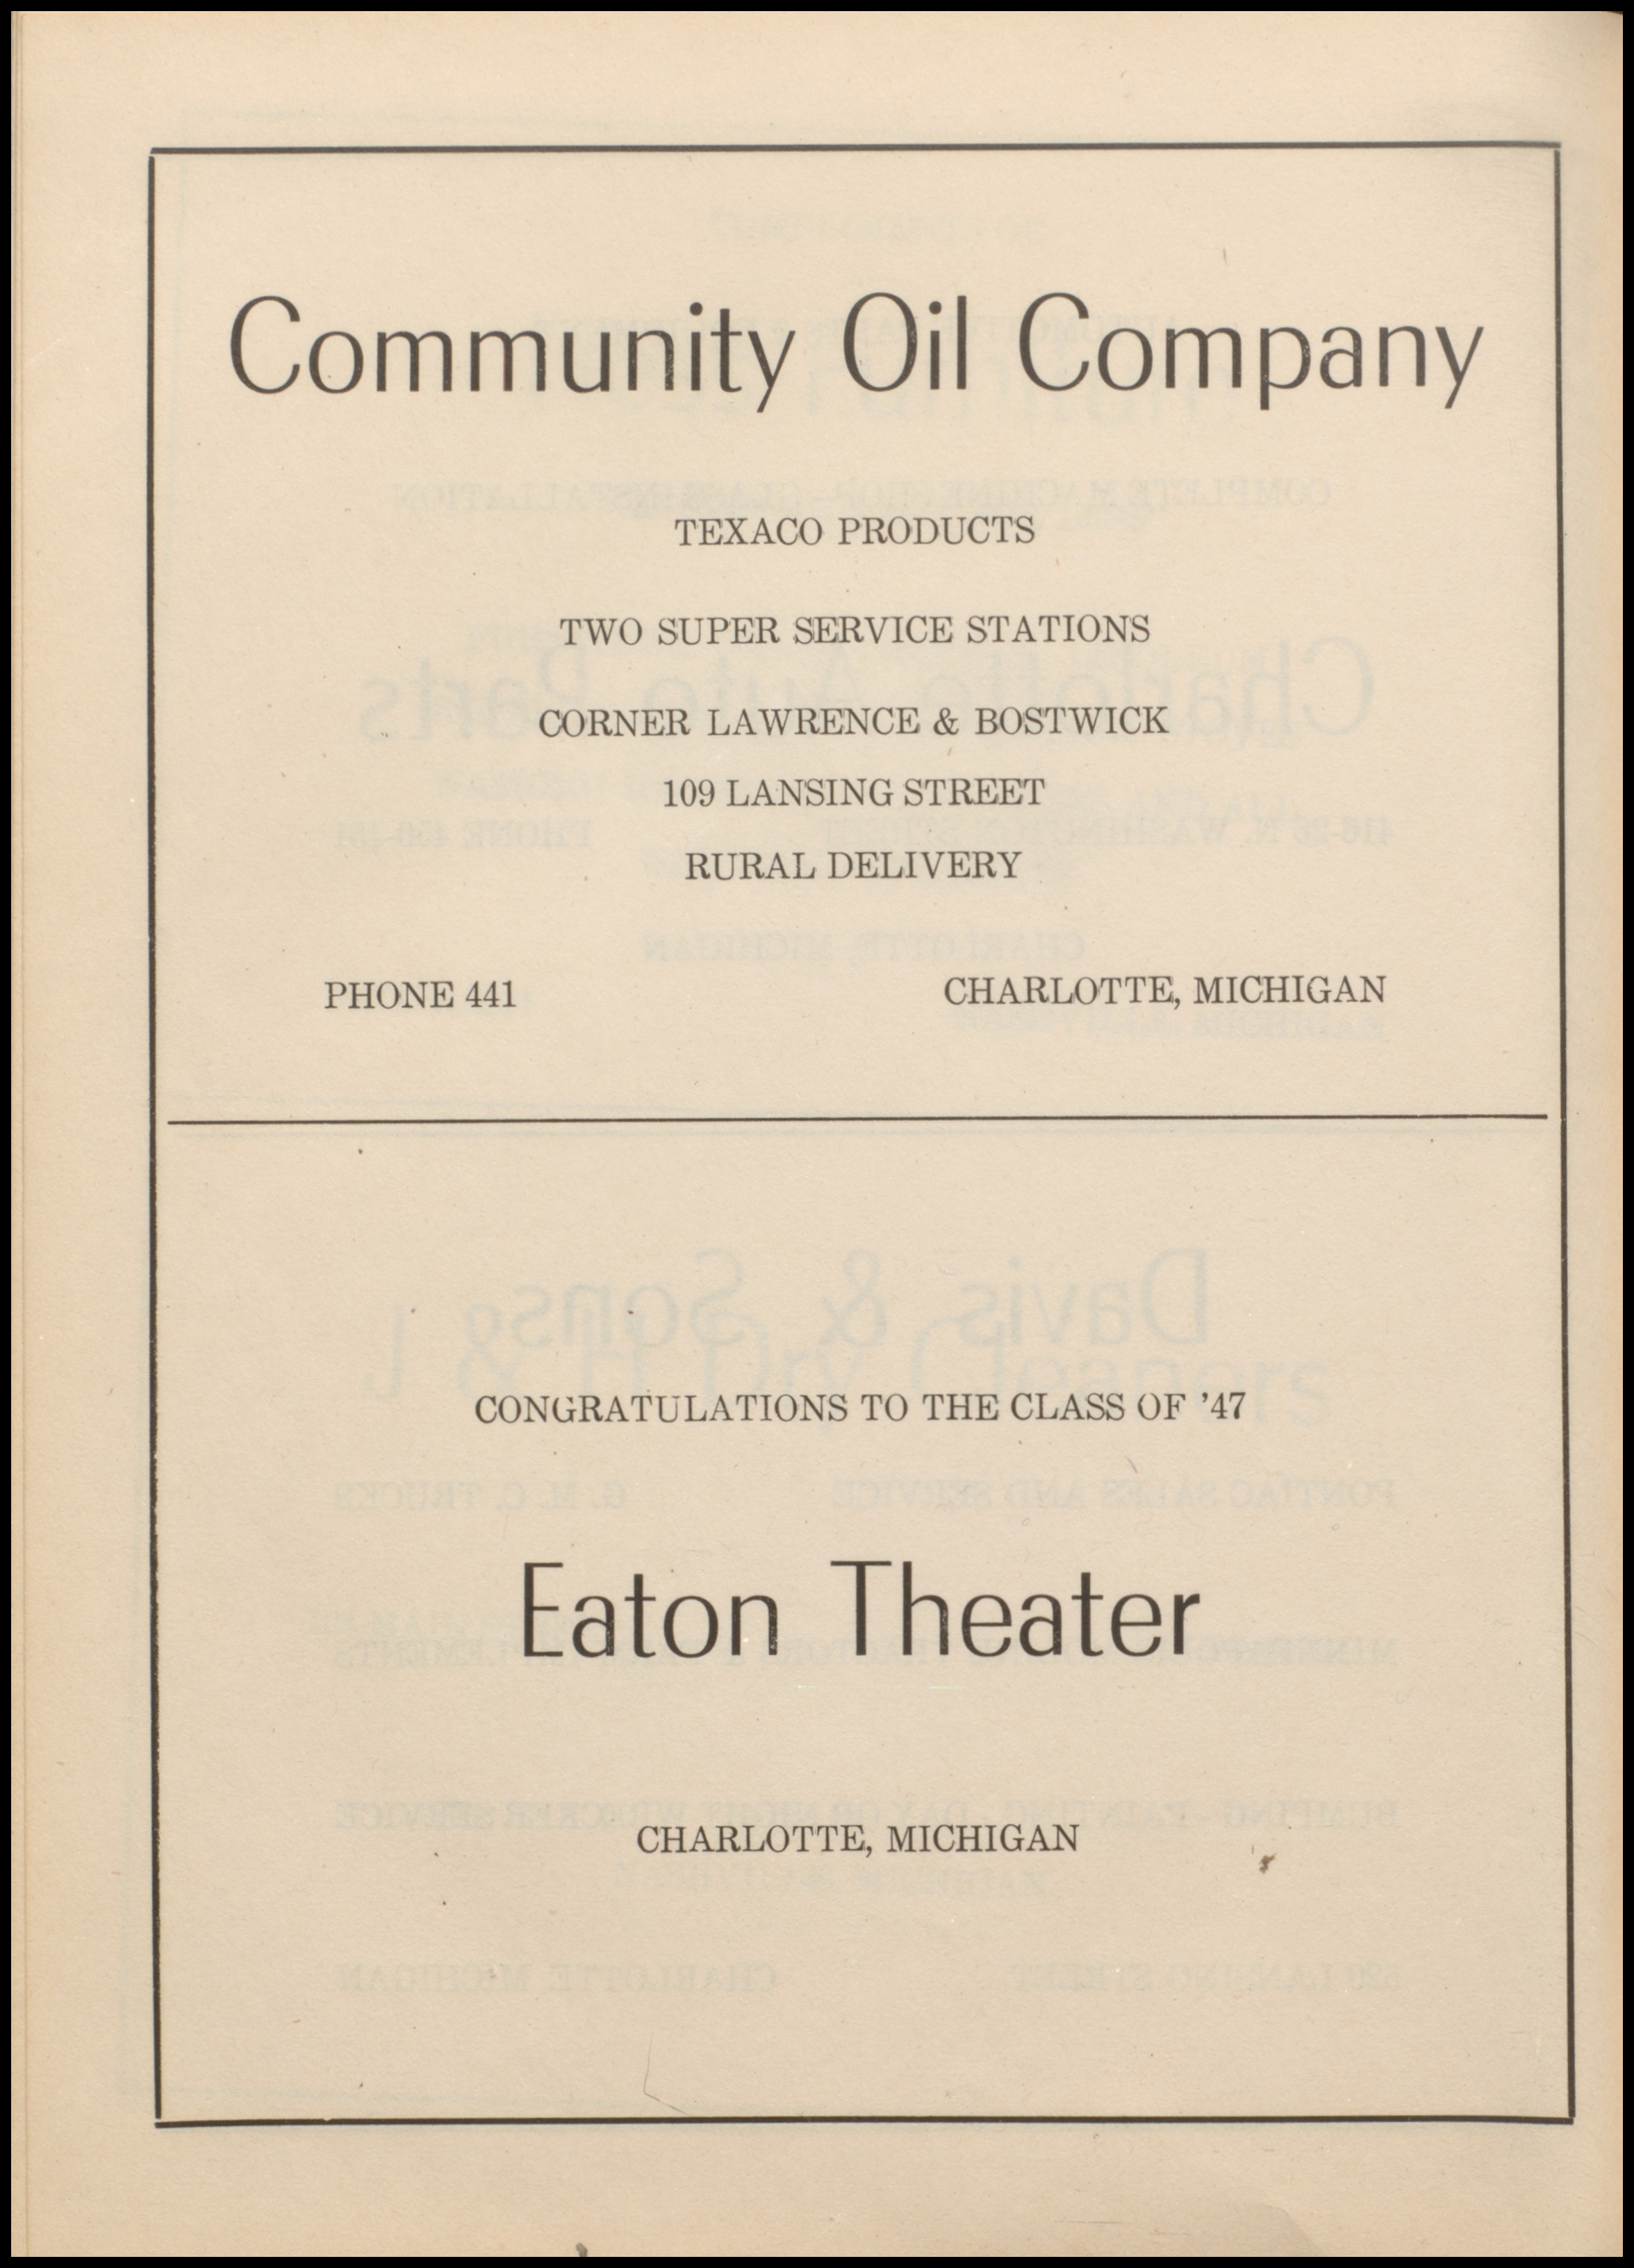 Community Oil Company
TEXACO PRODUCTS
TWO SUPER SERVICE STATIONS
CORNER LAWRENCE & BOSTWICK
109 LANSING STREET
RURAL DELIVERY
PHONE 441 CHARLOTTE, MICHIGAN
CONGRATULATIONS TO THE CLASS OF '47
Eaton Theater
CHARLOTTE, MICHIGAN